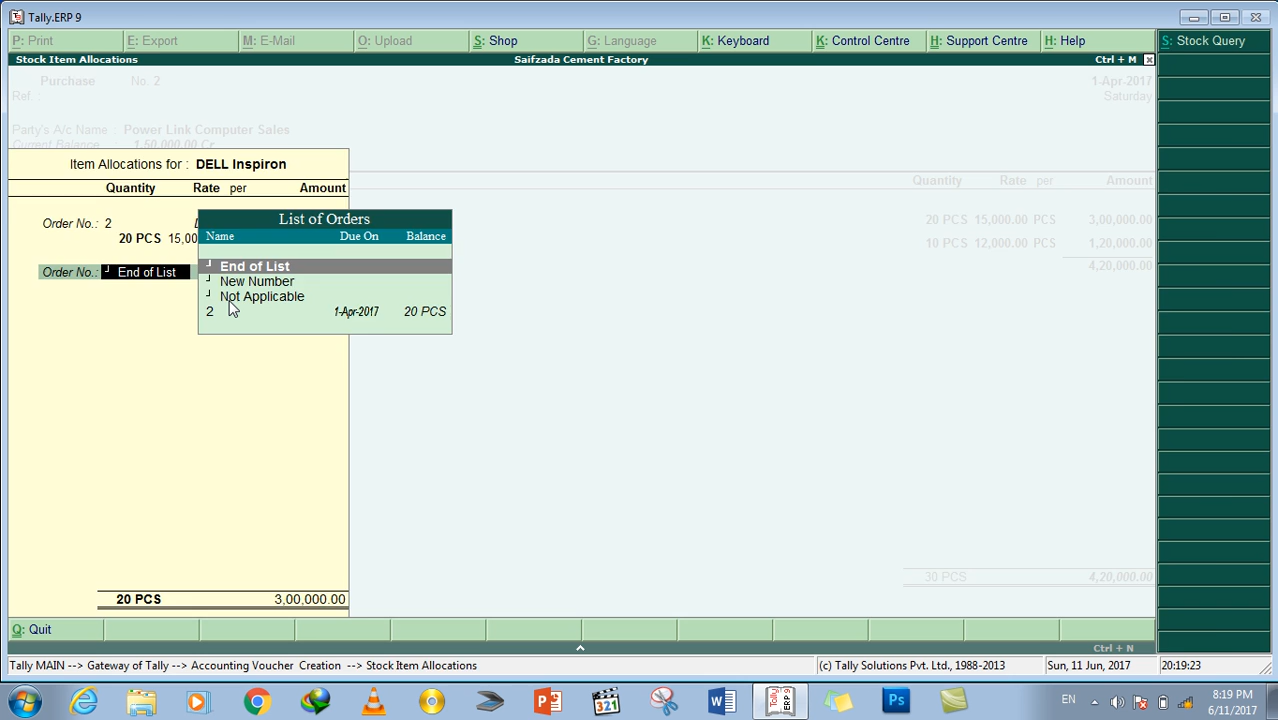 Tally.ERP 9
P: Print E: Export M: E-Mail O: Upload S: Shop G: Language K: Keyboard K: Control Centre H: Support Centre H: Help S: Stock Query
Stock Item Allocations Saifzada Cement Factory Ctrl + M
Purchase No. 2 1-Apr-2017
Ref. : Saturday
Party's A/c Name : Power Link Computer Sales
Current Balance : 1,50,000.00 Cr
Item Allocations for : DELL Inspiron
Quantity Rate per Amount
Quantity Rate per Amount
Order No.: 2
20 PCS 15,00
20 PCS 15,000.00 PCS 3,00,000.00
10 PCS 12,000.00 PCS 1,20,000.00
4,20,000.00
Order No.: End of List
List of Orders
Name Due On Balance
End of List
New Number
Not Applicable
2 1-Apr-2017 20 PCS
30 PCS 4,20,000.00
20 PCS 3,00,000.00
Q: Quit
Ctrl + N
Tally MAIN --> Gateway of Tally --> Accounting Voucher Creation --> Stock Item Allocations (c) Tally Solutions Pvt. Ltd., 1988-2013 Sun, 11 Jun, 2017 20:19:23
EN 8:19 PM
6/11/2017